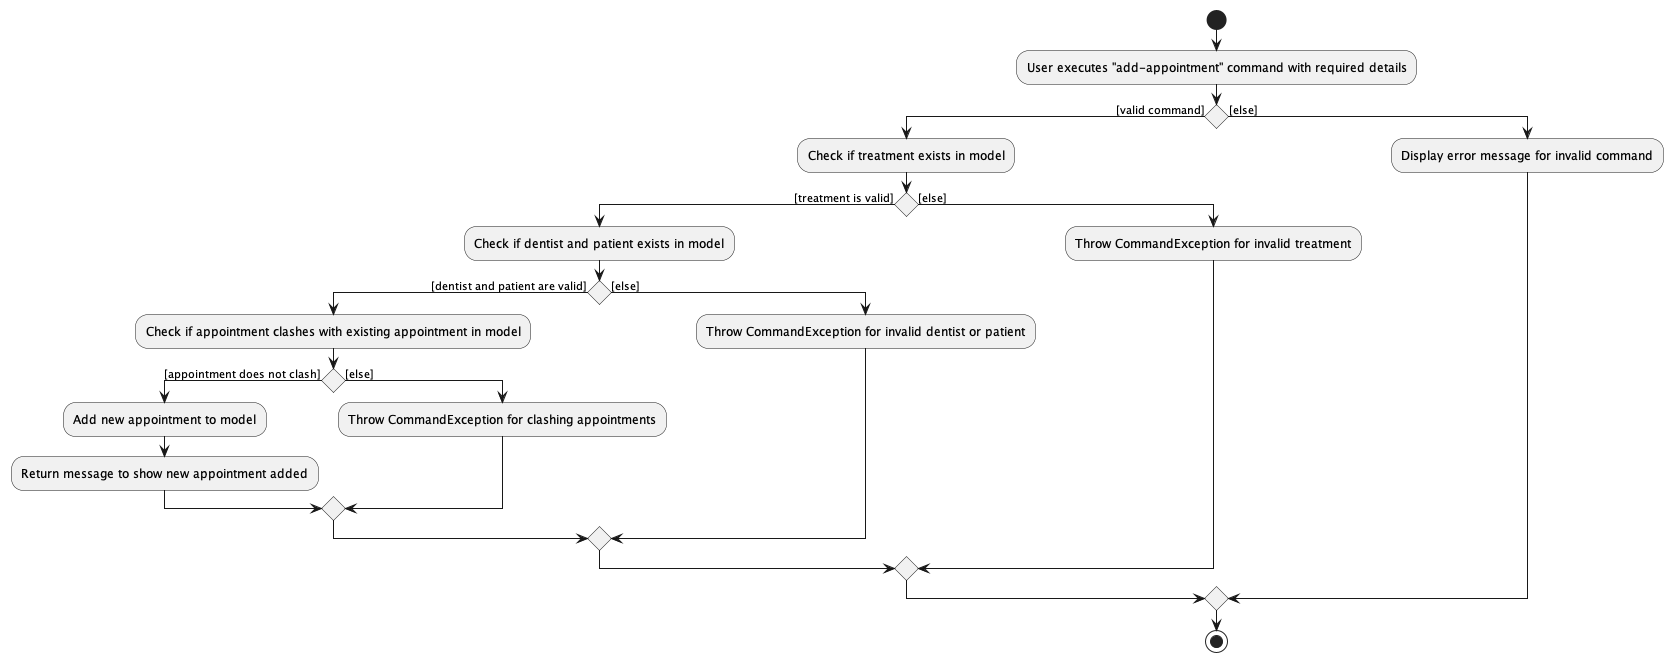 User executes "add-appointment" command with required details
[valid command]
[else]
Check if treatment exists in model
Display error message for invalid command
[treatment is valid]
[else]
Check if dentist and patient exists in model
Throw CommandException for invalid treatment
[dentist and patient are valid]
[else]
Check if appointment clashes with existing appointment in model
Throw CommandException for invalid dentist or patient
[appointment does not clash]
[else]
Add new appointment to model
Throw CommandException for clashing appointments
Return message to show new appointment added